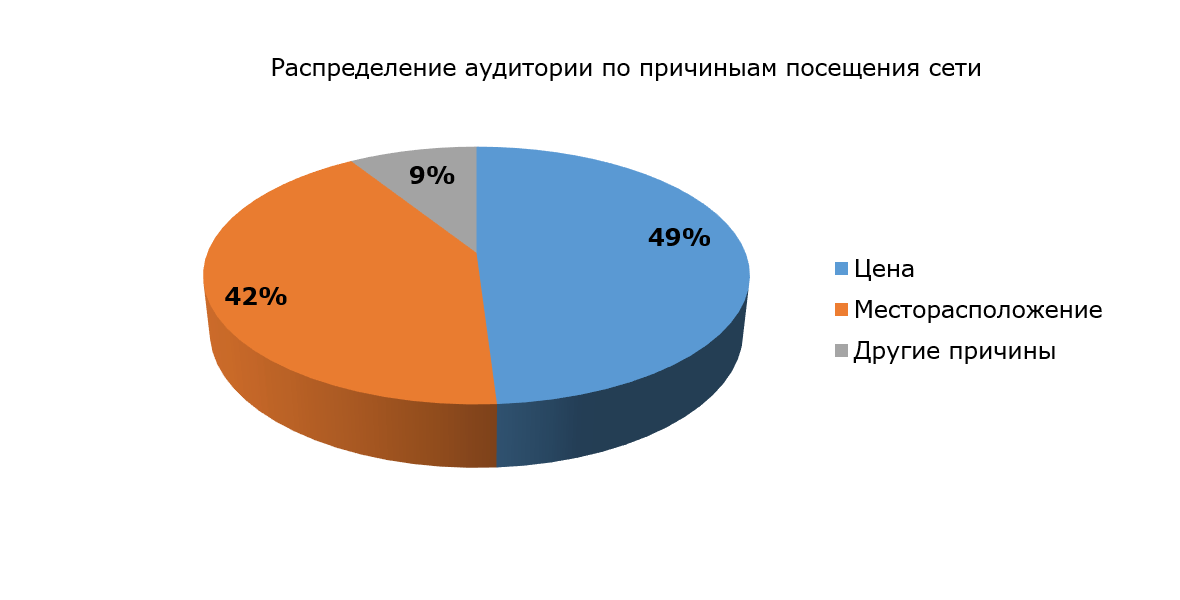 Распределение аудитории по причиныам посещения сети
9%
49%
42%
Цена
Месторасположение
Другие причины